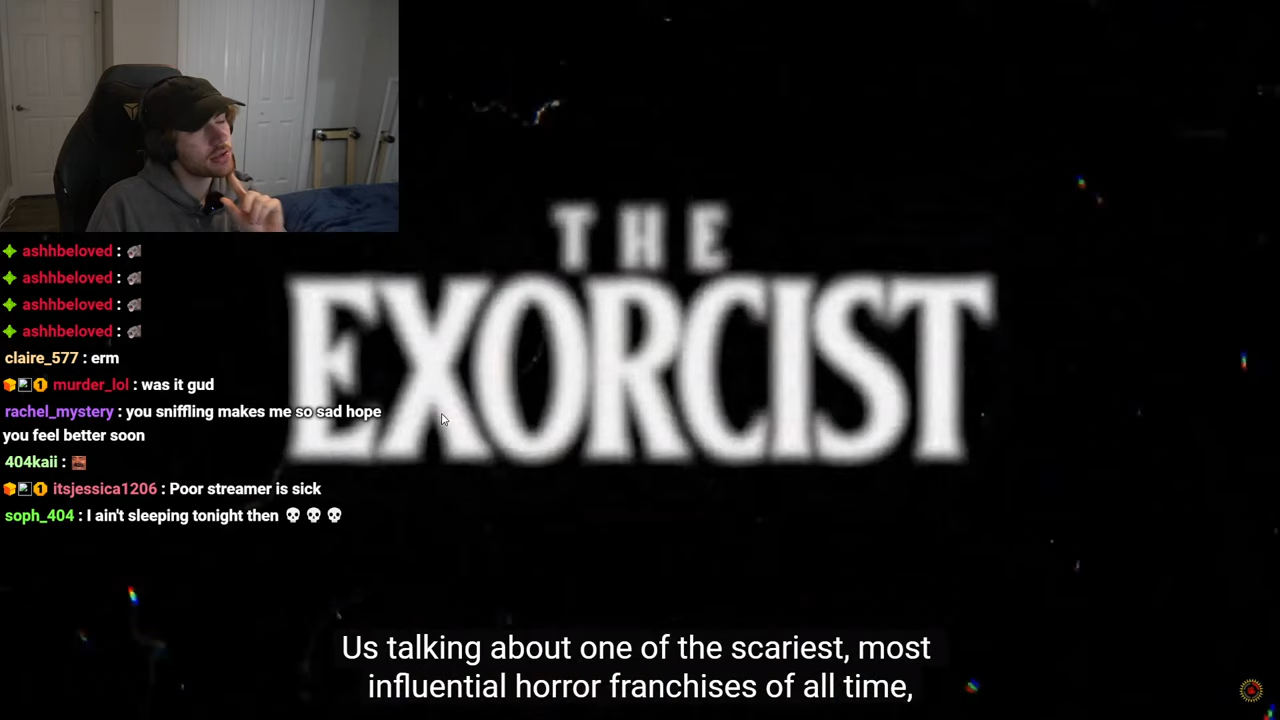 THE
EXORCIST
ashhbeloved :
ashhbeloved :
ashhbeloved :
ashhbeloved :
claire_577 : erm
1 murder_lol : was it gud
rachel_mystery : you sniffling makes me so sad hope
you feel better soon
404kaii :
1 itsjessica1206 : Poor streamer is sick
soph_404 : I ain't sleeping tonight then 💀 💀 💀
Us talking about one of the scariest, most
influential horror franchises of all time,